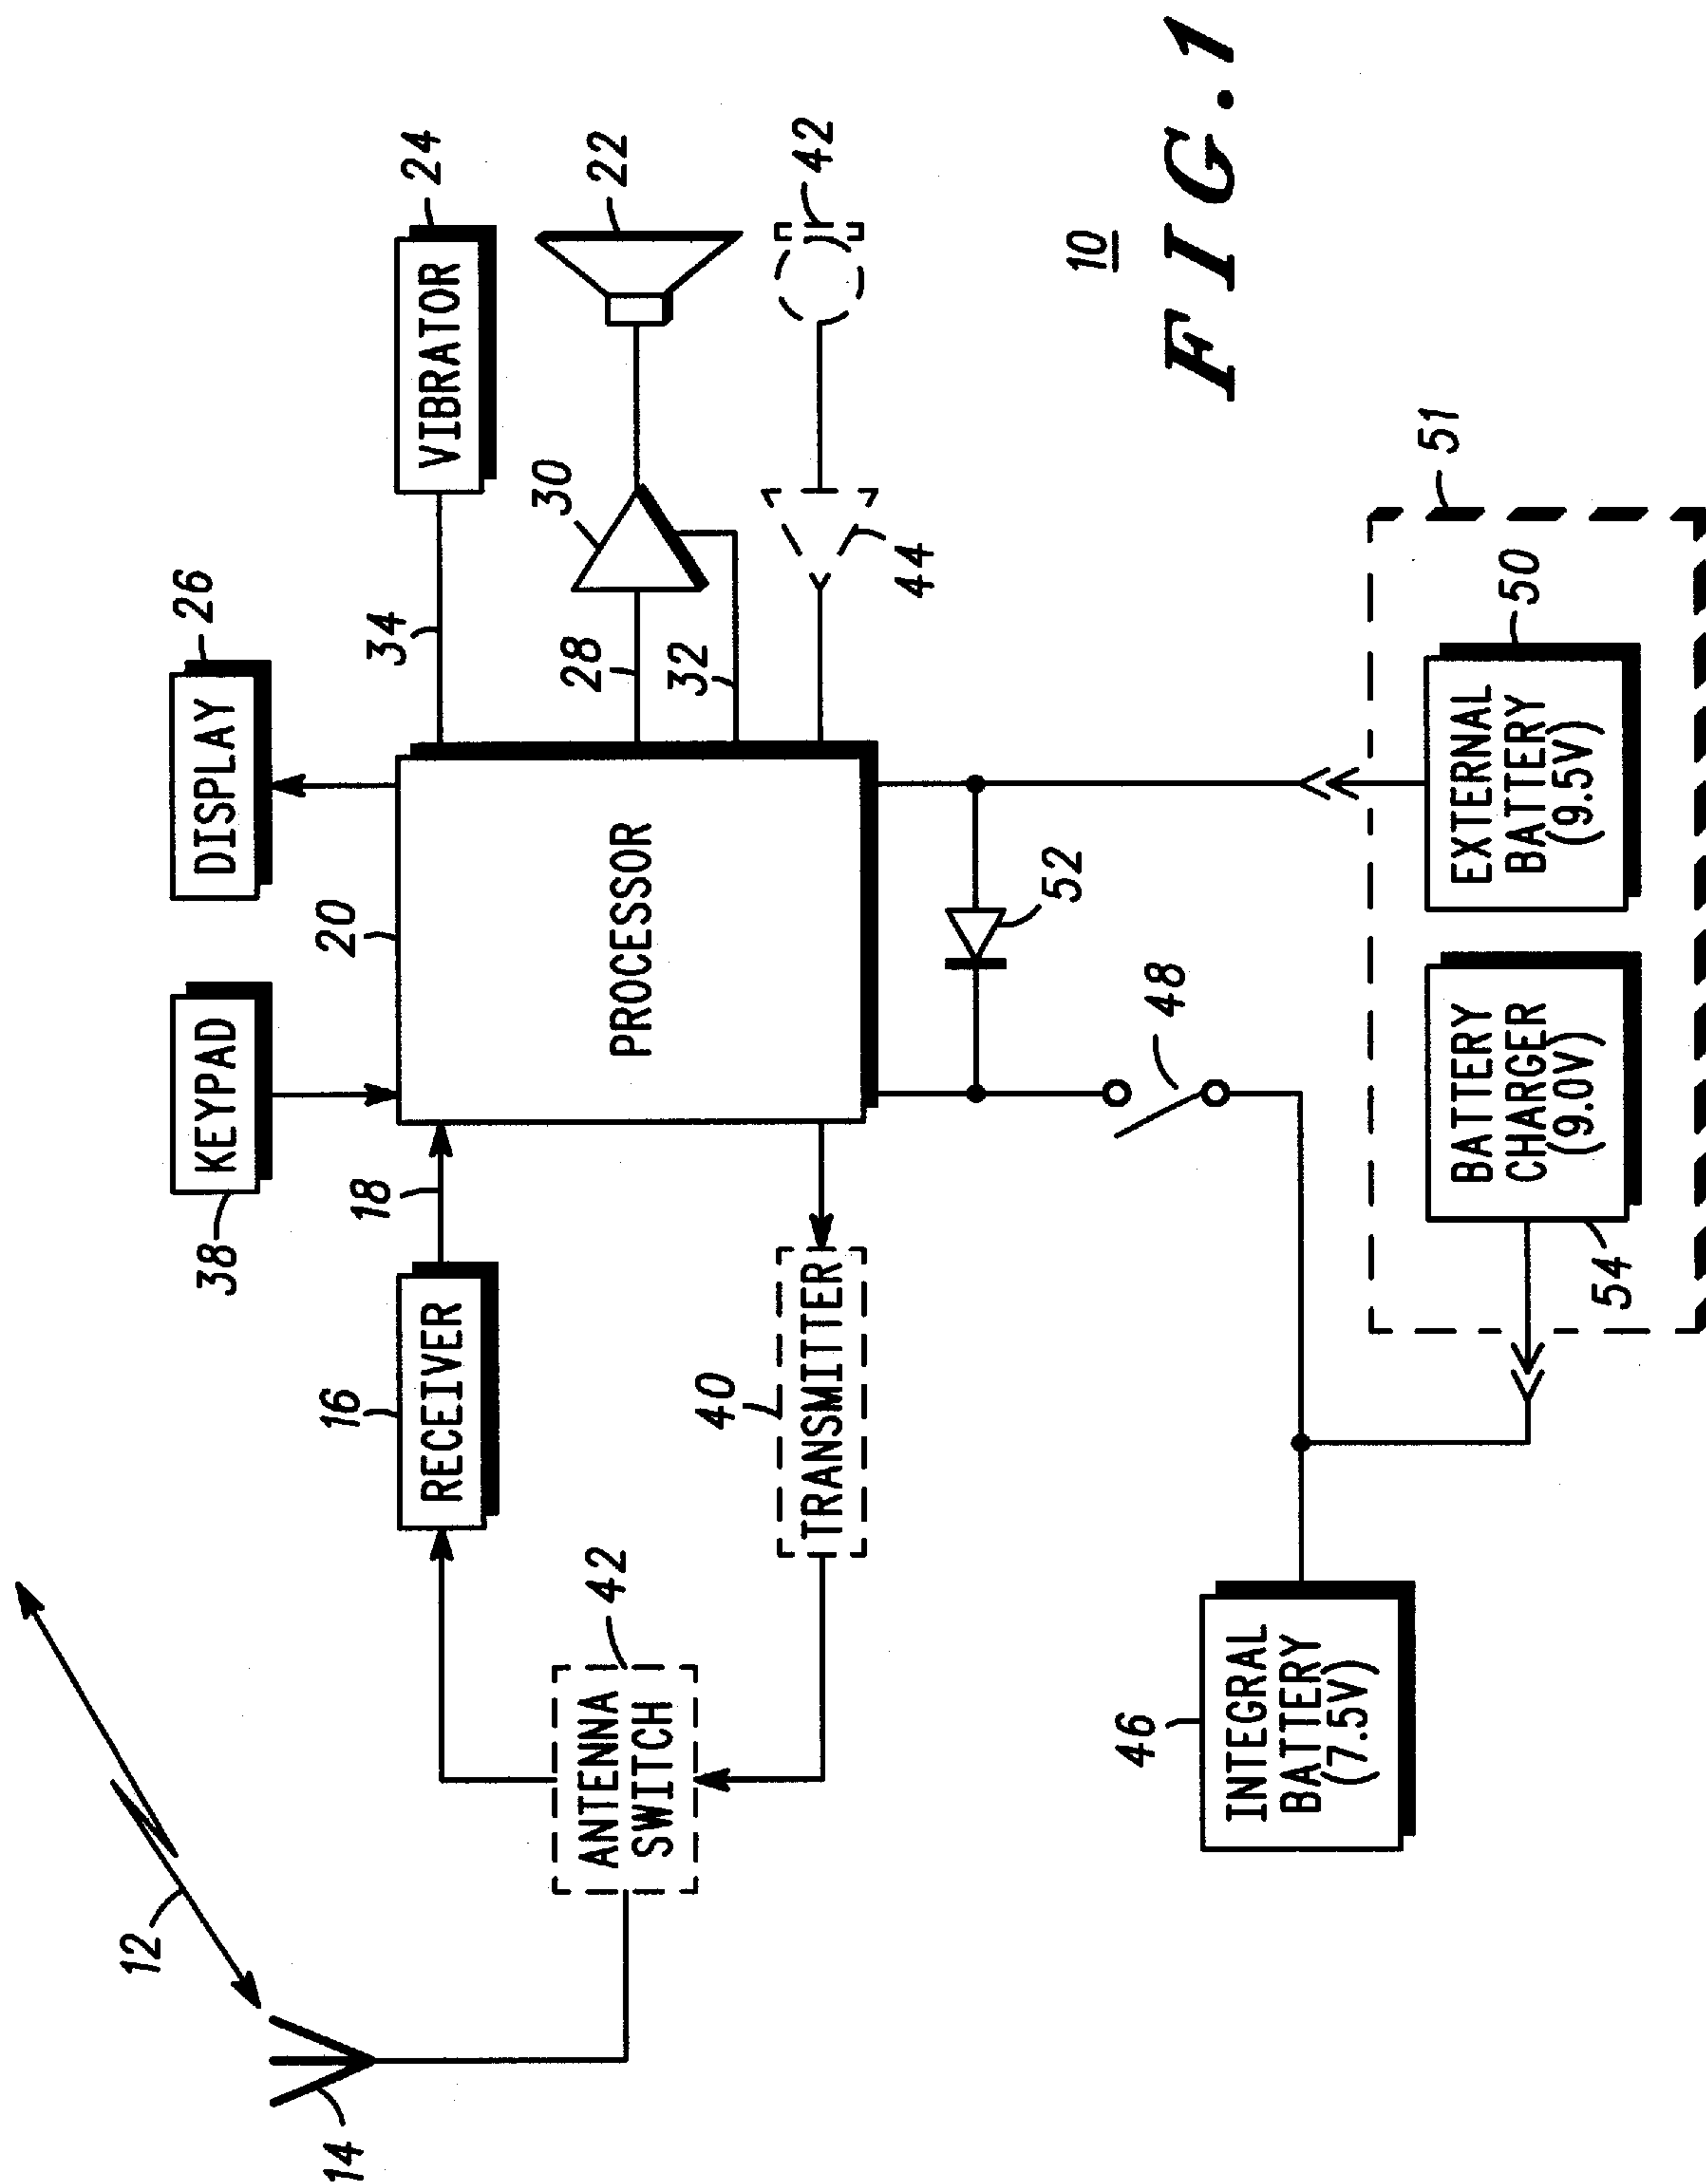 12
14
38
KEYPAD
DISPLAY
26
16
RECEIVER
18
20
PROCESSOR
34
VIBRATOR
24
42
ANTENNA
SWITCH
28
30
22
32
40
TRANSMITTER
44
42
52
48
46
INTEGRAL
BATTERY
(7.5V)
BATTERY
CHARGER
(9.0V)
54
EXTERNAL
BATTERY
(9.5V)
50
51
10
FIG.1